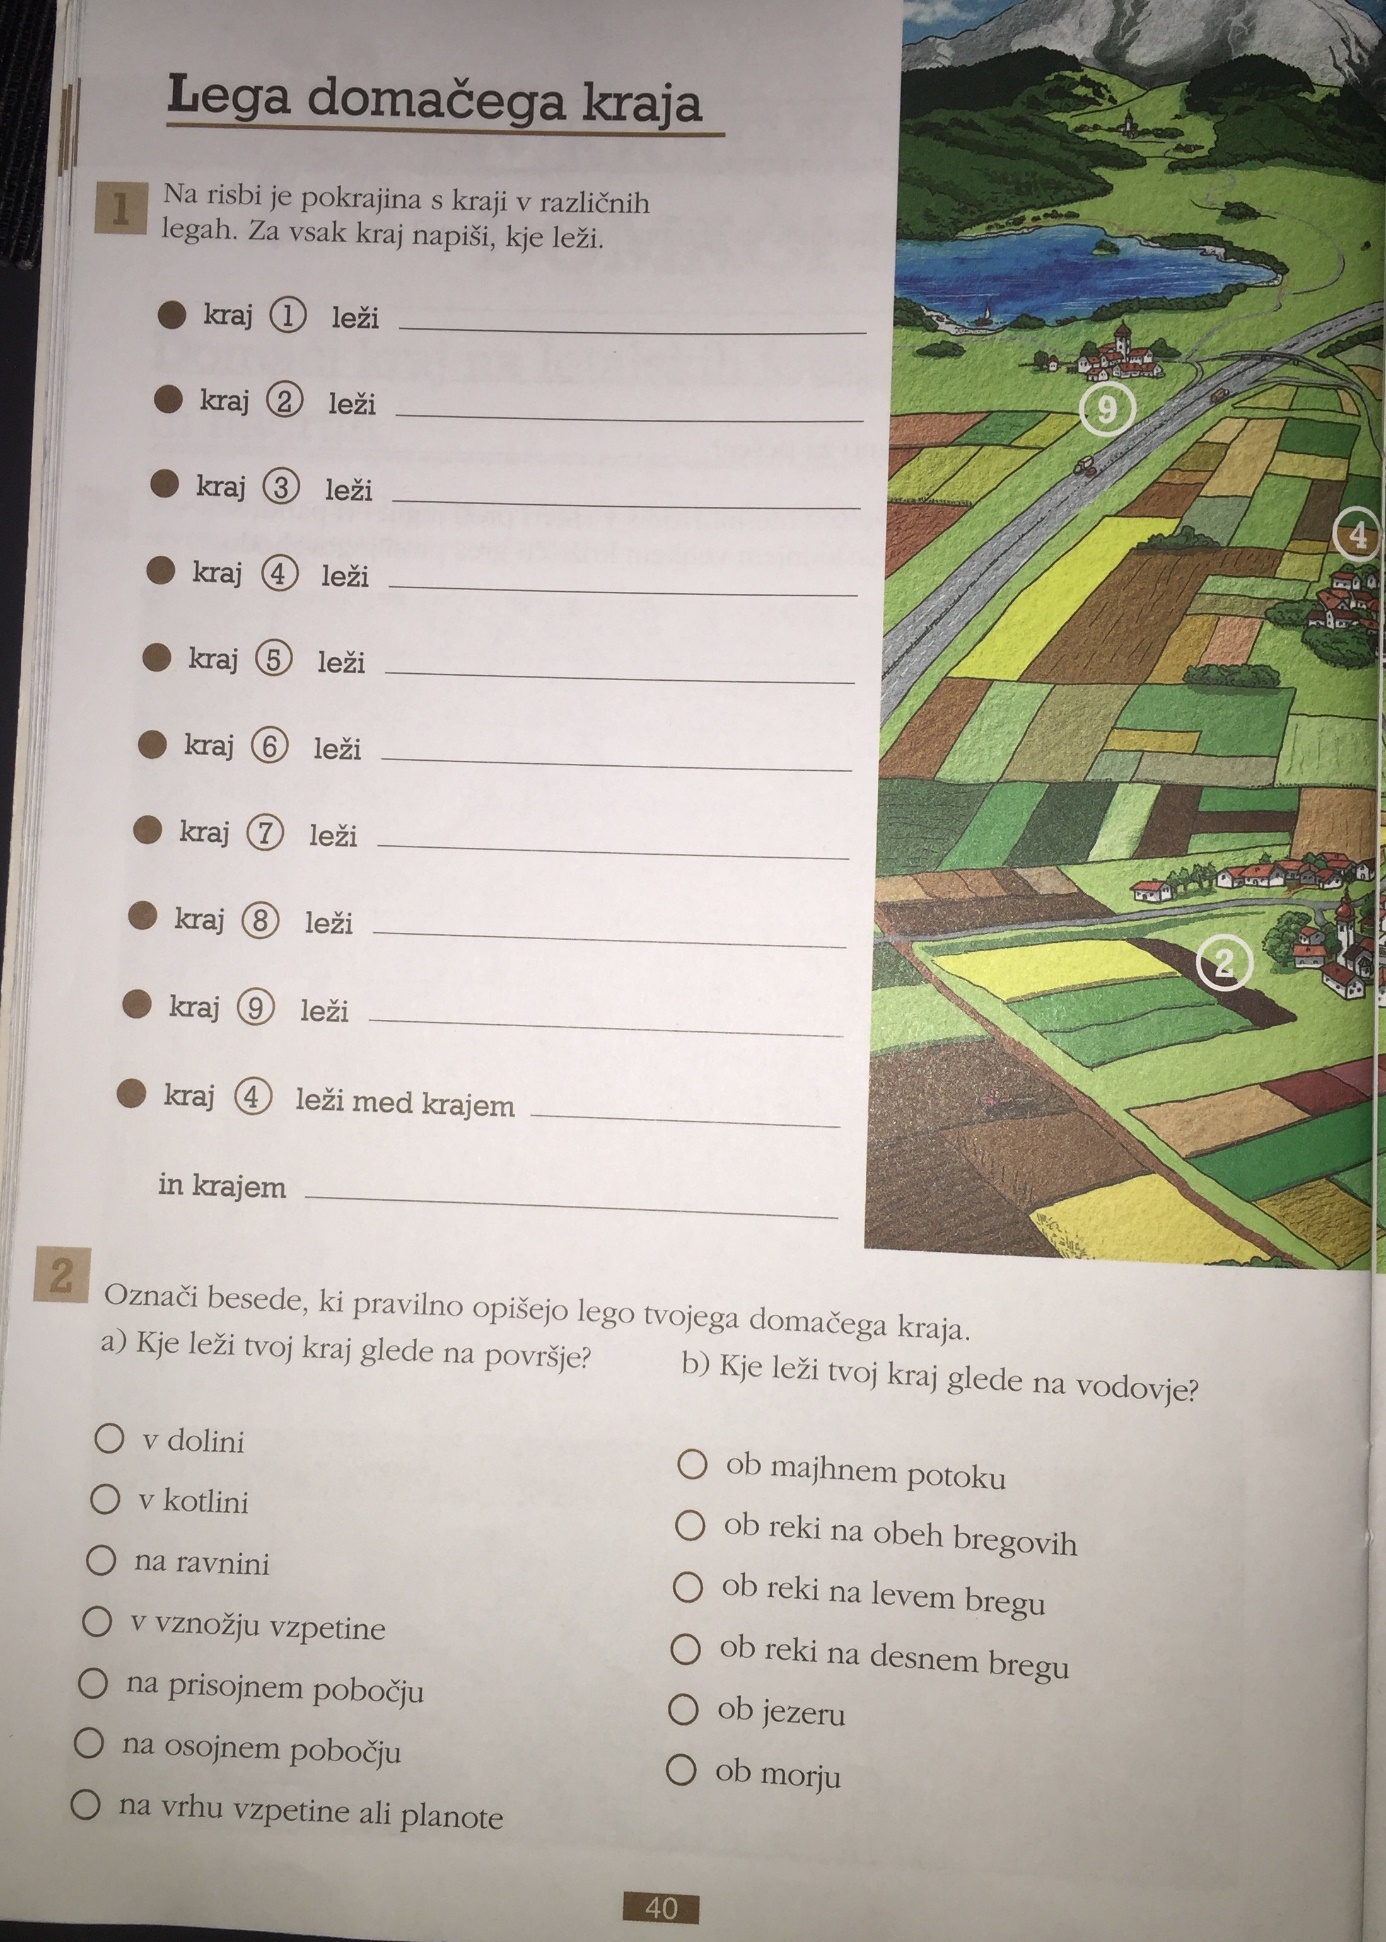 Lega domačega kraja
1
Na risbi je pokrajina s kraji v različnih
legah. Za vsak kraj napiši, kje leži.
kraj 1 leži
kraj 2 leži
kraj 3 leži
kraj 4 leži
kraj 5 leži
kraj 6 leži
kraj 7 leži
kraj 8 leži
kraj 9 leži
kraj 4 leži med krajem
in krajem
9
4
2
2
Označi besede, ki pravilno opišejo lego tvojega domačega kraja.
a) Kje leži tvoj kraj glede na površje?
v dolini
v kotlini
na ravnini
v vznožju vzpetine
na prisojnem pobočju
na osojnem pobočju
na vrhu vzpetine ali planote
b) Kje leži tvoj kraj glede na vodovje?
ob majhnem potoku
ob reki na obeh bregovih
ob reki na levem bregu
ob reki na desnem bregu
ob jezeru
ob morju
40